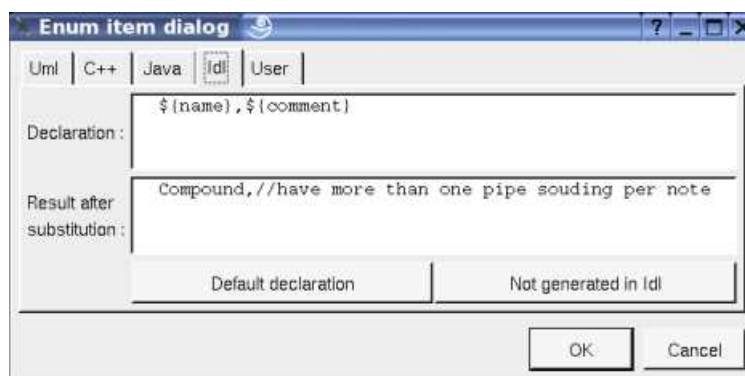 Enum item dialog
?
Uml C++ Java Idl User
Declaration :
${name},${comment}
Result after
substitution :
Compound,//have more than one pipe souding per note
Default declaration
Not generated in Idl
OK
Cancel